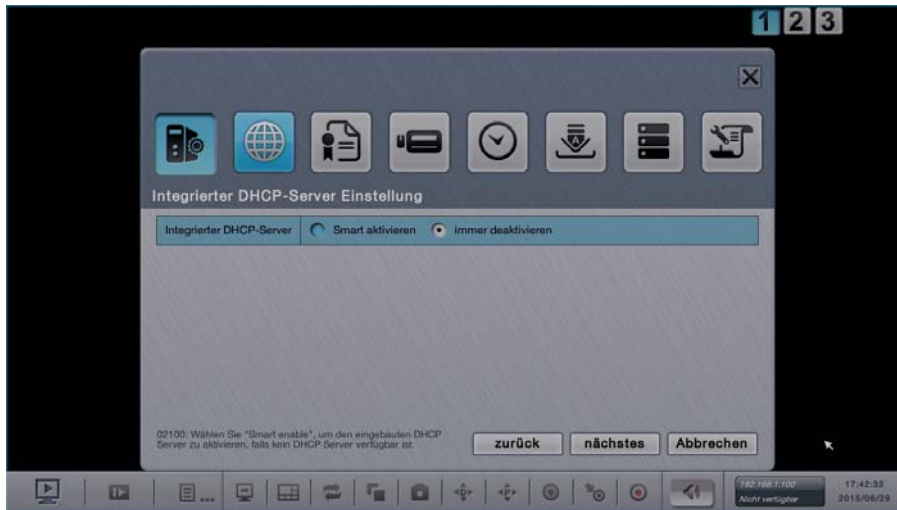 1 2 3
Integrierter DHCP-Server Einstellung
Integrierter DHCP-Server Smart aktivieren immer deaktivieren
02100: Wählen Sie "Smart enable", um den eingebauten DHCP
Server zu aktivieren, falls kein DHCP Server verfügbar ist.
zurück nächstes Abbrechen
192.168.1.100 17:42:32
Nicht verfügbar 2015/06/29